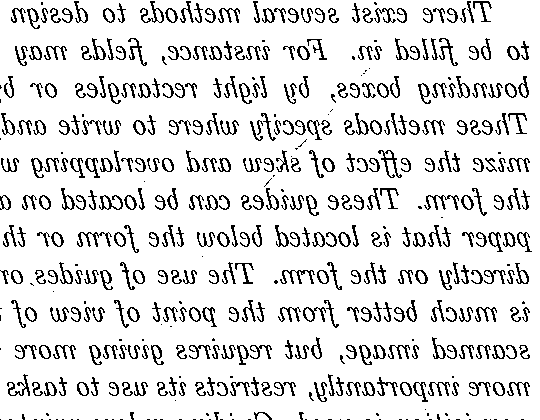 There exist several methods to design
to be filled in. For instance, fields may
bounding boxes, by light rectangles or
These methods specify where to write and
mize the effect of skew and overlapping
the form. These guides can be located on a
paper that is located below the form or
directly on the form. The use of guides on
is much better from the point of view of
scanned image, but requires giving more
more importantly, restricts its use to tasks